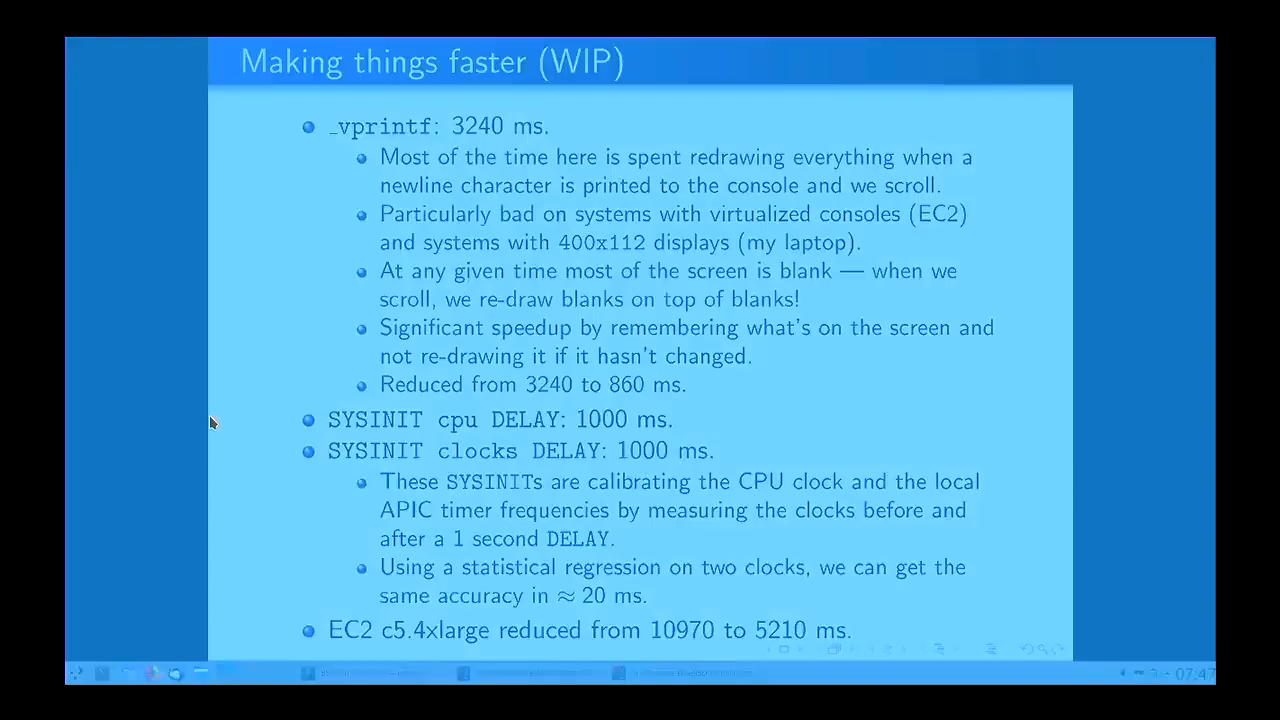 Making things faster (WIP)
_vprintf: 3240 ms.
Most of the time here is spent redrawing everything when a
newline character is printed to the console and we scroll.
Particularly bad on systems with virtualized consoles (EC2)
and systems with 400x112 displays (my laptop).
At any given time most of the screen is blank — when we
scroll, we re-draw blanks on top of blanks!
Significant speedup by remembering what's on the screen and
not re-drawing it if it hasn't changed.
Reduced from 3240 to 860 ms.
SYSINIT cpu DELAY: 1000 ms.
SYSINIT clocks DELAY: 1000 ms.
These SYSINITs are calibrating the CPU clock and the local
APIC timer frequencies by measuring the clocks before and
after a 1 second DELAY.
Using a statistical regression on two clocks, we can get the
same accuracy in ≈ 20 ms.
EC2 c5.4xlarge reduced from 10970 to 5210 ms.
07:47